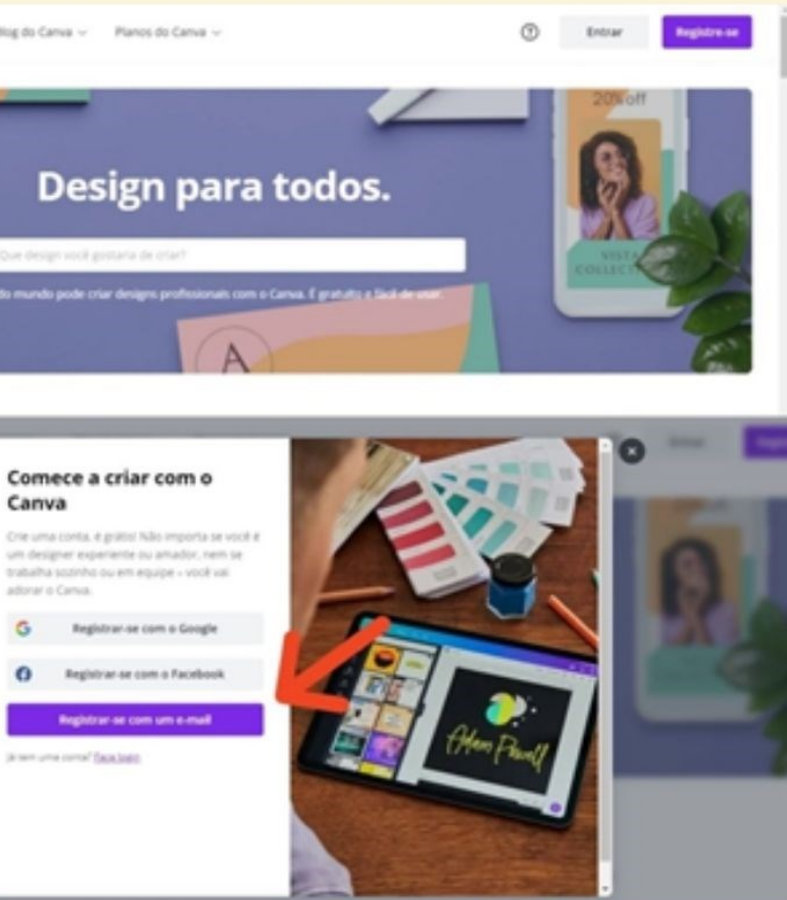 Blog do Canva
Planos do Canva
Entrar
Registre-se
20% off
Design para todos.
Que design você gostaria de criar?
do mundo pode criar designs profissionais com o Canva. É gratuito e fácil de usar.
VISTA
COLLECT
A
Comece a criar com o
Canva
Crie uma conta, é grátis! Não importa se você é
um designer experiente ou amador, nem se
trabalha sozinho ou em equipe – você vai
adorar o Canva.
Registrar-se com o Google
Registrar-se com o Facebook
Registrar-se com um e-mail
Já tem uma conta? Faça login
Adam Powell